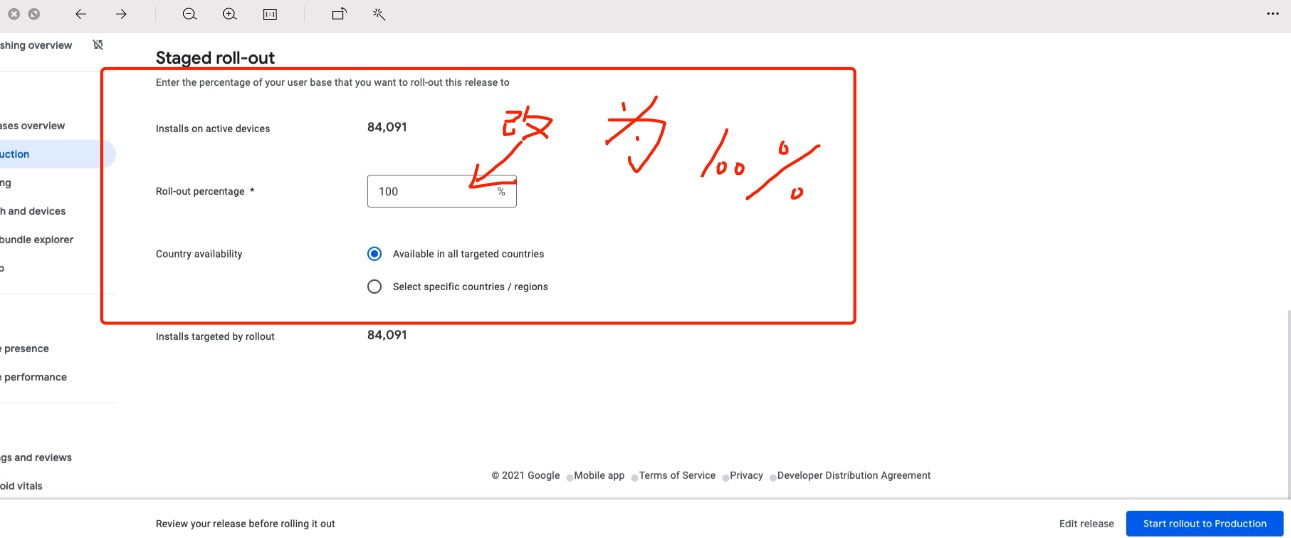 shing overview
Staged roll-out
Enter the percentage of your user base that you want to roll-out this release to
ases overview
Installs on active devices 84,091
改为100%
uction
ng
Roll-out percentage * 100 %
h and devices
bundle explorer
Country availability Available in all targeted countries
o
Select specific countries / regions
Installs targeted by rollout 84,091
e presence
e performance
gs and reviews
© 2021 Google Mobile app Terms of Service Privacy Developer Distribution Agreement
oid vitals
Review your release before rolling it out Edit release Start rollout to Production